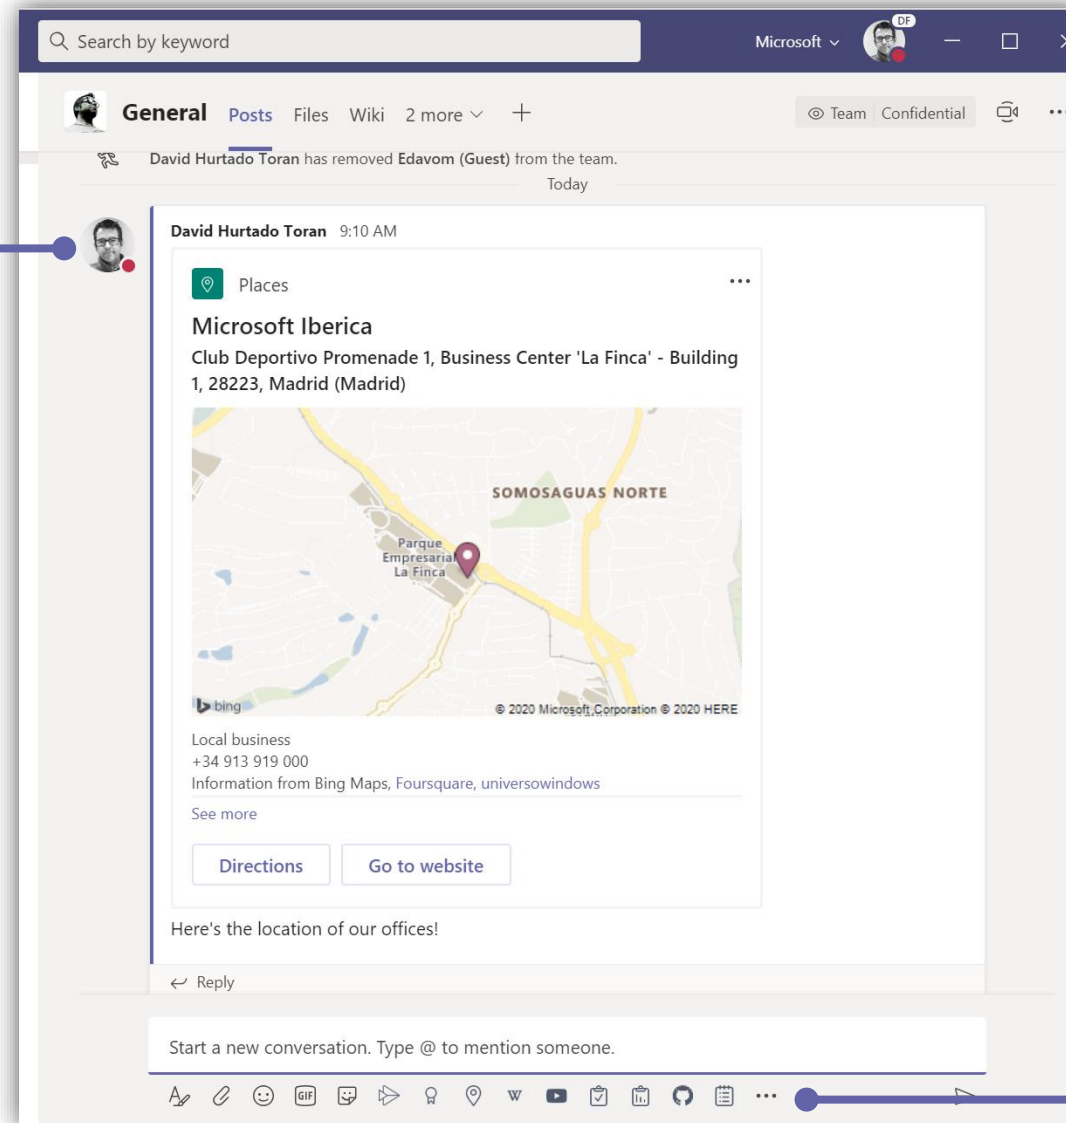 Search by keyword
Microsoft
DF
General Posts Files Wiki 2 more
Team Confidential
David Hurtado Toran has removed Edavom (Guest) from the team.
Today
David Hurtado Toran 9:10 AM
Places
Microsoft Iberica
Club Deportivo Promenade 1, Business Center 'La Finca' - Building
1, 28223, Madrid (Madrid)
SOMOSAGUAS NORTE
Parque
Empresarial
La Finca
bing
© 2020 Microsoft Corporation © 2020 HERE
Local business
+34 913 919 000
Information from Bing Maps, Foursquare, universowindows
See more
Directions Go to website
Here's the location of our offices!
Reply
Start a new conversation. Type @ to mention someone.
GIF W